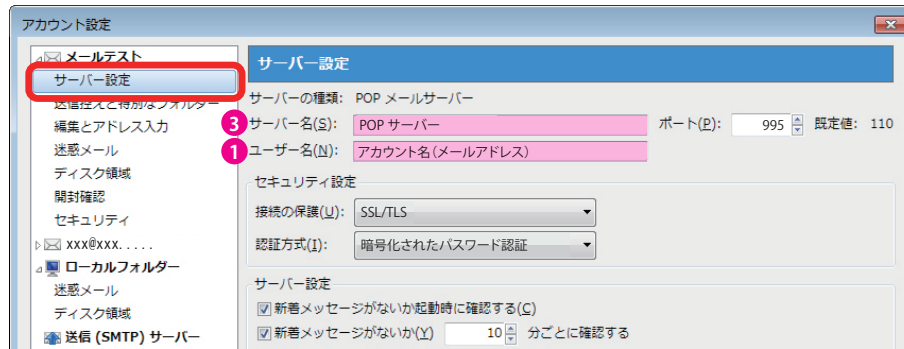 アカウント設定
メールテスト
サーバー設定
送信控えと特別なフォルダー
編集とアドレス入力
迷惑メール
ディスク領域
開封確認
セキュリティ
xxx@xxx.....
ローカルフォルダー
迷惑メール
ディスク領域
送信 (SMTP) サーバー
サーバー設定
サーバーの種類: POP メールサーバー
3 サーバー名(S): POP サーバー ポート(P): 995 既定値: 110
1 ユーザー名(N): アカウント名(メールアドレス)
セキュリティ設定
接続の保護(U): SSL/TLS
認証方式(I): 暗号化されたパスワード認証
サーバー設定
新着メッセージがないか起動時に確認する(C)
新着メッセージがないか(Y) 10 分ごとに確認する